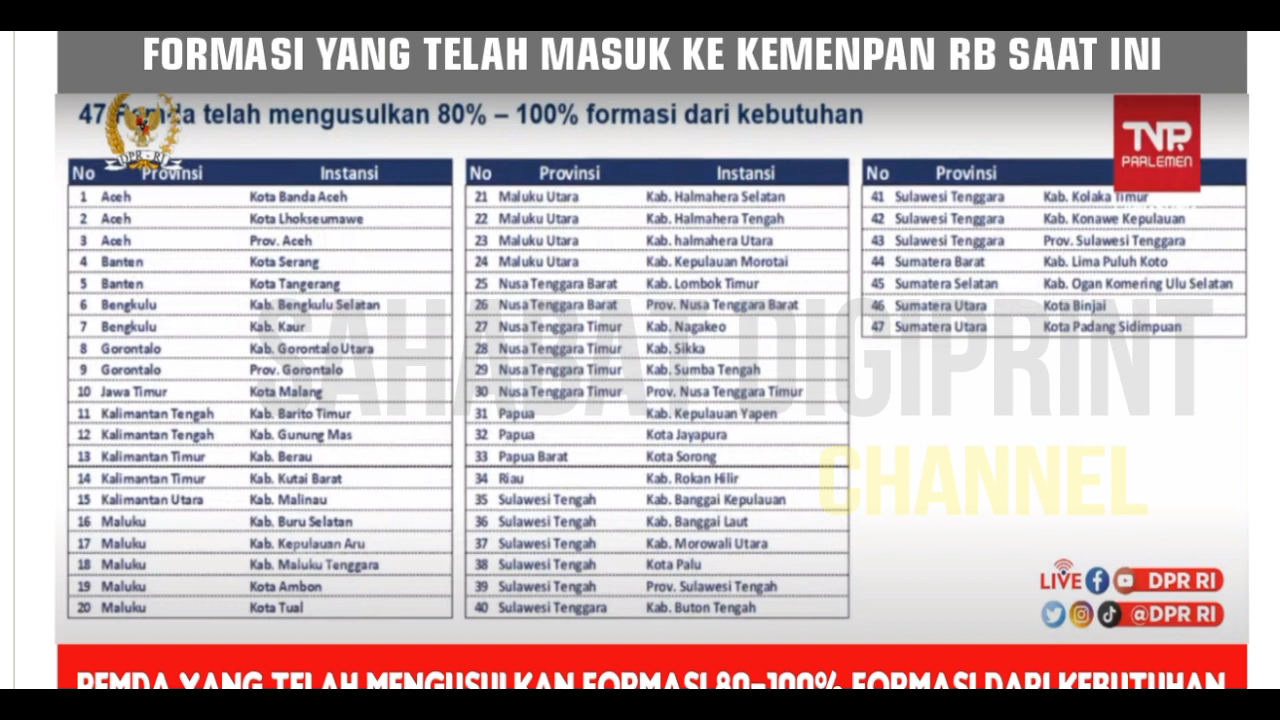 FORMASI YANG TELAH MASUK KE KEMENPAN RB SAAT INI
47 Pemda telah mengusulkan 80% – 100% formasi dari kebutuhan
DPR - RI
TVP.
PARLEMEN
No Provinsi Instansi
1 Aceh Kota Banda Aceh
2 Aceh Kota Lhokseumawe
3 Aceh Prov. Aceh
4 Banten Kota Serang
5 Banten Kota Tangerang
6 Bengkulu Kab. Bengkulu Selatan
7 Bengkulu Kab. Kaur
8 Gorontalo Kab. Gorontalo Utara
9 Gorontalo Prov. Gorontalo
10 Jawa Timur Kota Malang
11 Kalimantan Tengah Kab. Barito Timur
12 Kalimantan Tengah Kab. Gunung Mas
13 Kalimantan Timur Kab. Berau
14 Kalimantan Timur Kab. Kutai Barat
15 Kalimantan Utara Kab. Malinau
16 Maluku Kab. Buru Selatan
17 Maluku Kab. Kepulauan Aru
18 Maluku Kab. Maluku Tenggara
19 Maluku Kota Ambon
20 Maluku Kota Tual
No Provinsi Instansi
21 Maluku Utara Kab. Halmahera Selatan
22 Maluku Utara Kab. Halmahera Tengah
23 Maluku Utara Kab. halmahera Utara
24 Maluku Utara Kab. Kepulauan Morotai
25 Nusa Tenggara Barat Kab. Lombok Timur
26 Nusa Tenggara Barat Prov. Nusa Tenggara Barat
27 Nusa Tenggara Timur Kab. Nagakeo
28 Nusa Tenggara Timur Kab. Sikka
29 Nusa Tenggara Timur Kab. Sumba Tengah
30 Nusa Tenggara Timur Prov. Nusa Tenggara Timur
31 Papua Kab. Kepulauan Yapen
32 Papua Kota Jayapura
33 Papua Barat Kota Sorong
34 Riau Kab. Rokan Hilir
35 Sulawesi Tengah Kab. Banggai Kepulauan
36 Sulawesi Tengah Kab. Banggai Laut
37 Sulawesi Tengah Kab. Morowali Utara
38 Sulawesi Tengah Kota Palu
39 Sulawesi Tengah Prov. Sulawesi Tengah
40 Sulawesi Tenggara Kab. Buton Tengah
No Provinsi
41 Sulawesi Tenggara Kab. Kolaka Timur
42 Sulawesi Tenggara Kab. Konawe Kepulauan
43 Sulawesi Tenggara Prov. Sulawesi Tenggara
44 Sumatera Barat Kab. Lima Puluh Koto
45 Sumatera Selatan Kab. Ogan Komering Ulu Selatan
46 Sumatera Utara Kota Binjai
47 Sumatera Utara Kota Padang Sidimpuan
SAHABAT DIGIPRINT
CHANNEL
LIVE DPR RI
@DPR RI
PEMDA YANG TELAH MENGUSULKAN FORMASI 80-100% FORMASI DARI KEBUTUHAN